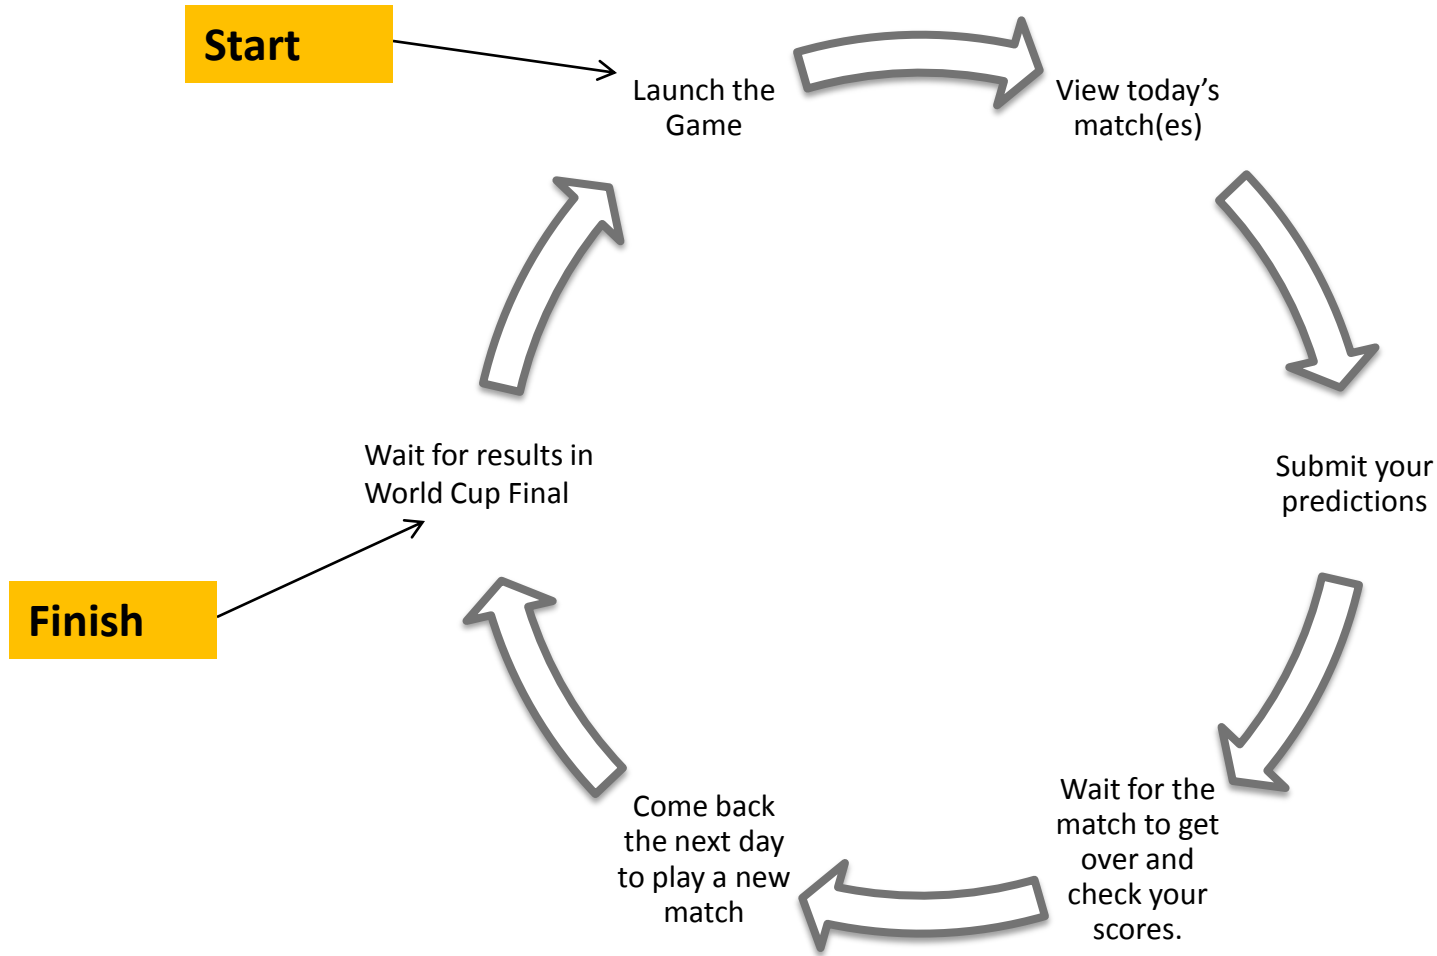 Start
Launch the
Game
View today’s
match(es)
Submit your
predictions
Wait for the
match to get
over and
check your
scores.
Come back
the next day
to play a new
match
Wait for results in
World Cup Final
Finish